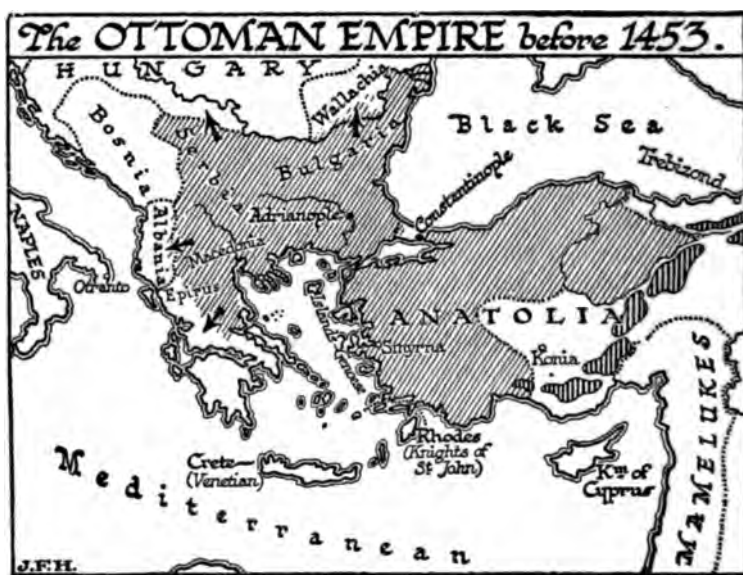 The OTTOMAN EMPIRE before 1453.
HUNGARY
Wallachia
Bosnia
Serbia
Bulgaria
Black Sea
Trebizond
Constantinople
Adrianople
Albania
Macedonia
NAPLES
Otranto
Epirus
ANATOLIA
Smyrna
Konia
MAMELUKES
Rhodes
(Knights of
St John)
Crete
(Venetian)
Km of
Cyprus
Mediterranean
J.F.H.